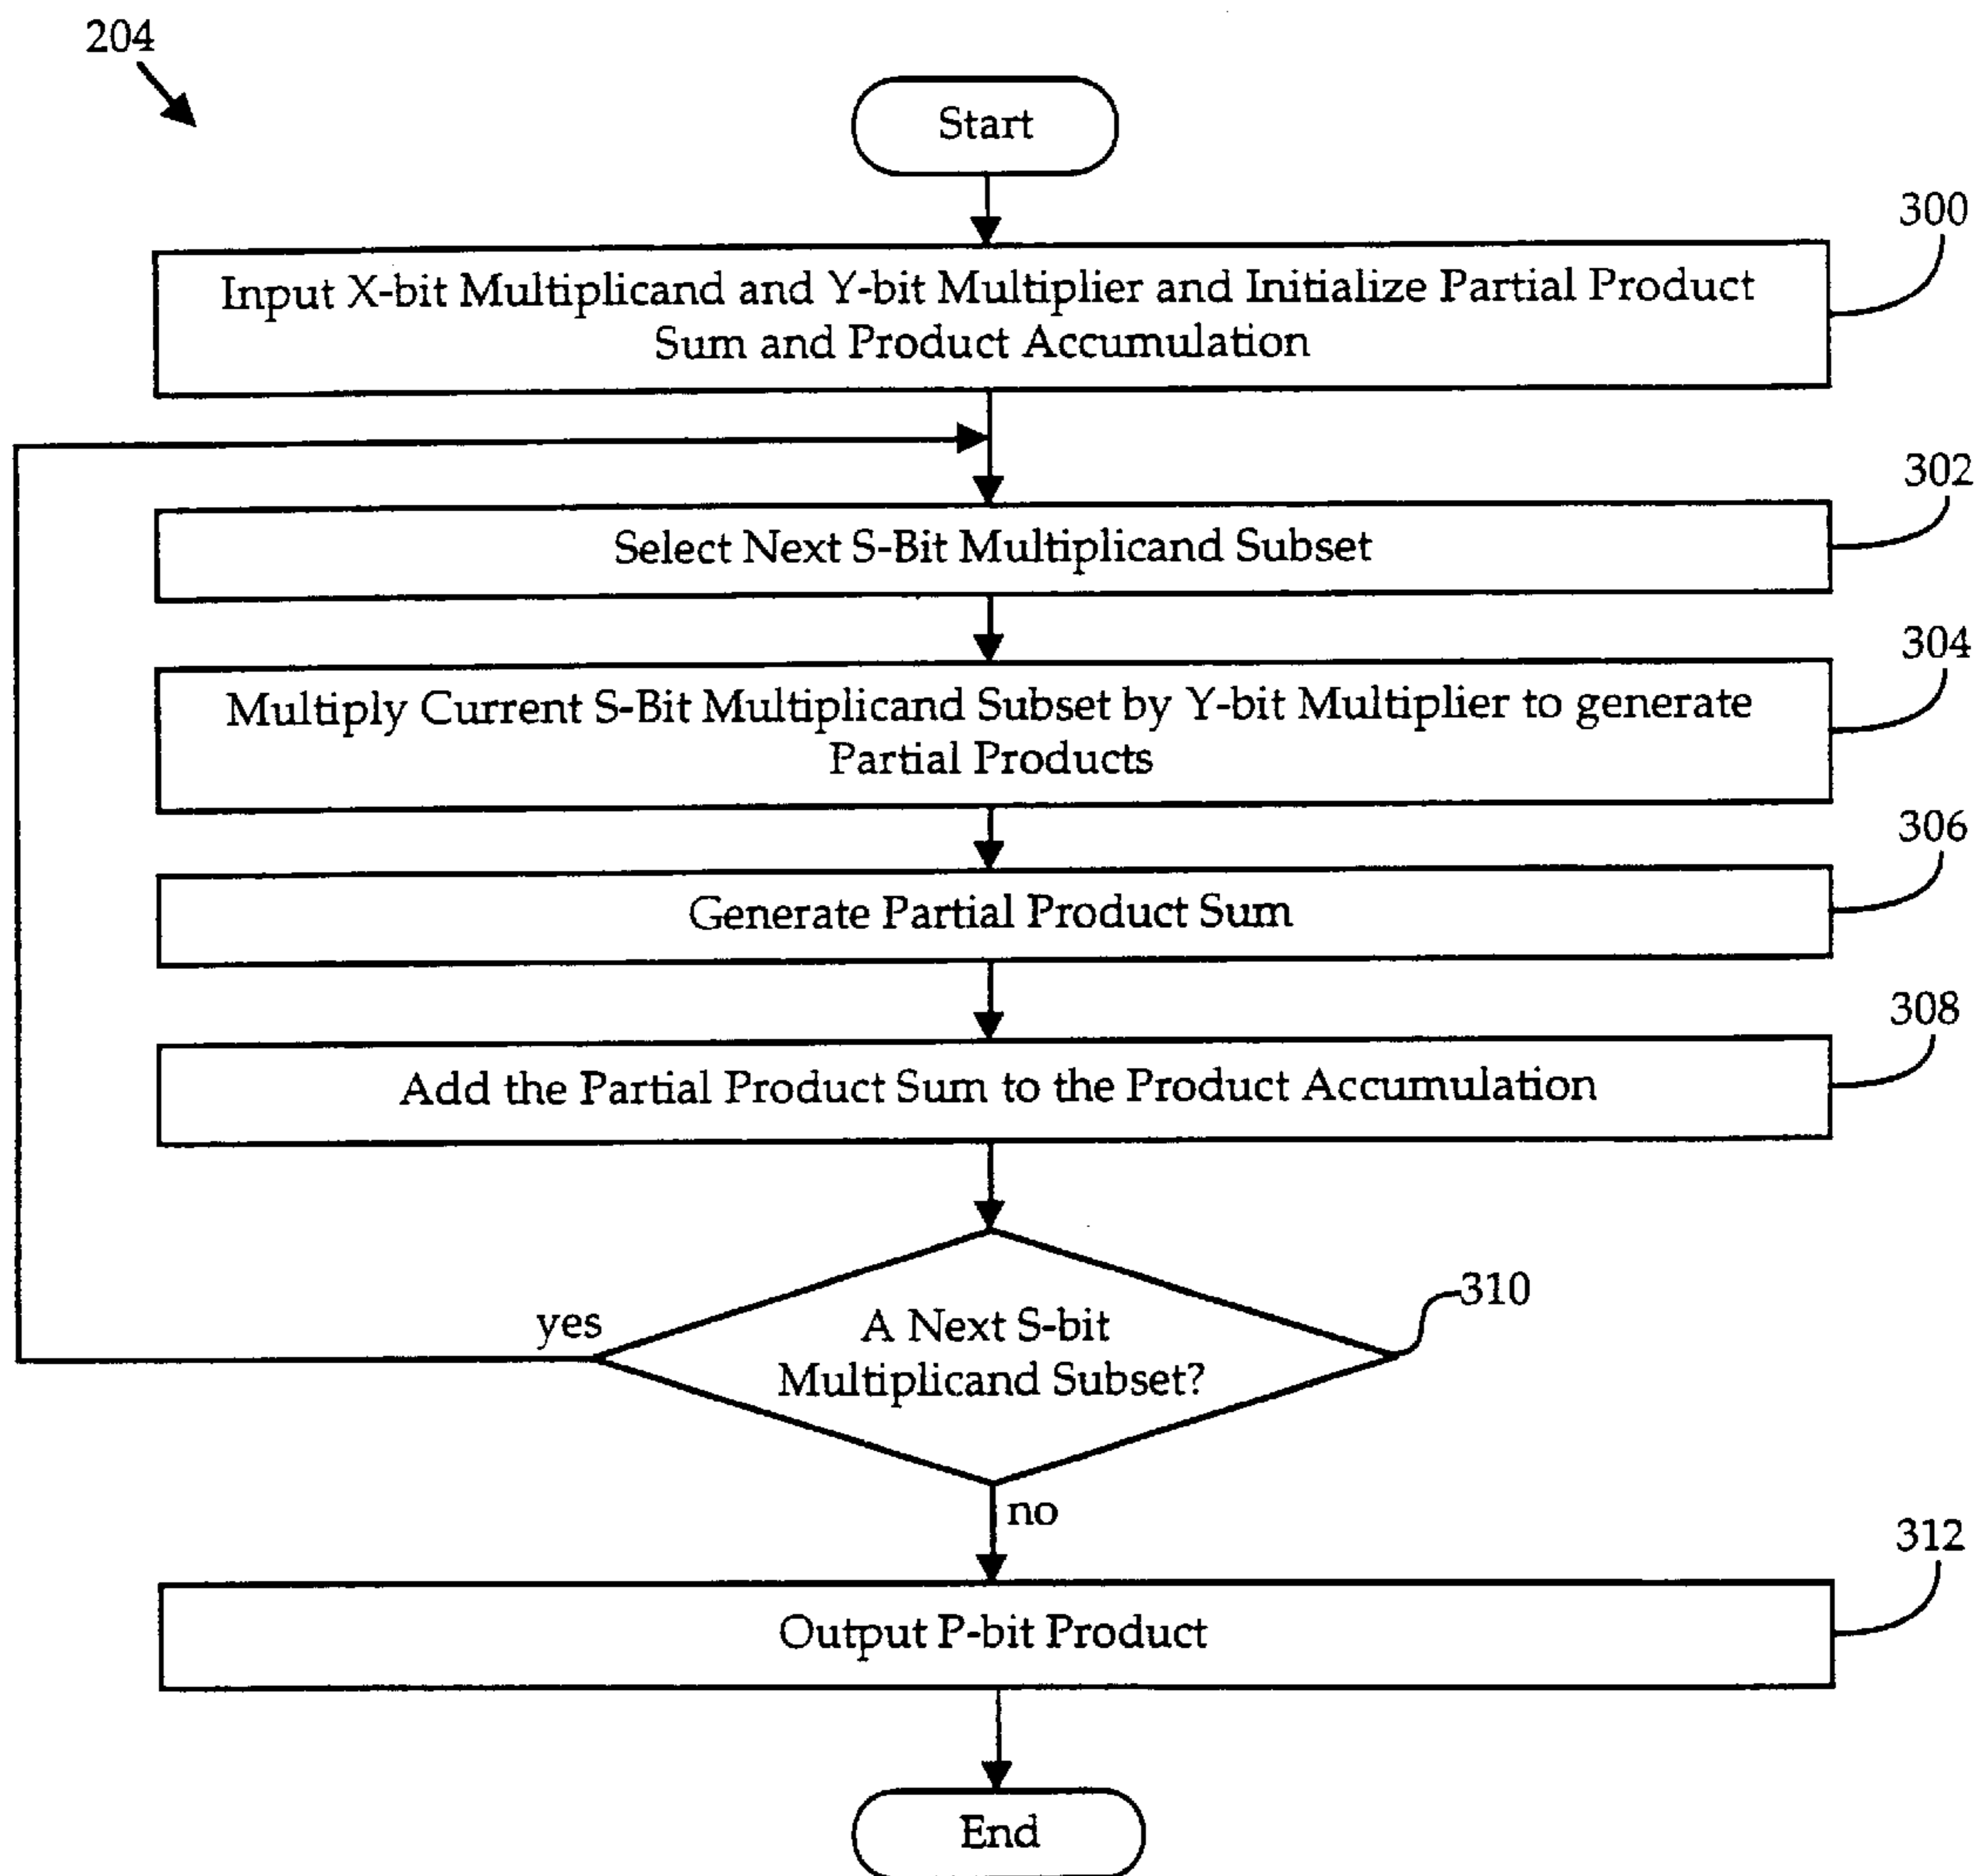 204
Start
300
Input X-bit Multiplicand and Y-bit Multiplier and Initialize Partial Product
Sum and Product Accumulation
302
Select Next S-Bit Multiplicand Subset
304
Multiply Current S-Bit Multiplicand Subset by Y-bit Multiplier to generate
Partial Products
306
Generate Partial Product Sum
308
Add the Partial Product Sum to the Product Accumulation
310
yes
A Next S-bit
Multiplicand Subset?
no
312
Output P-bit Product
End